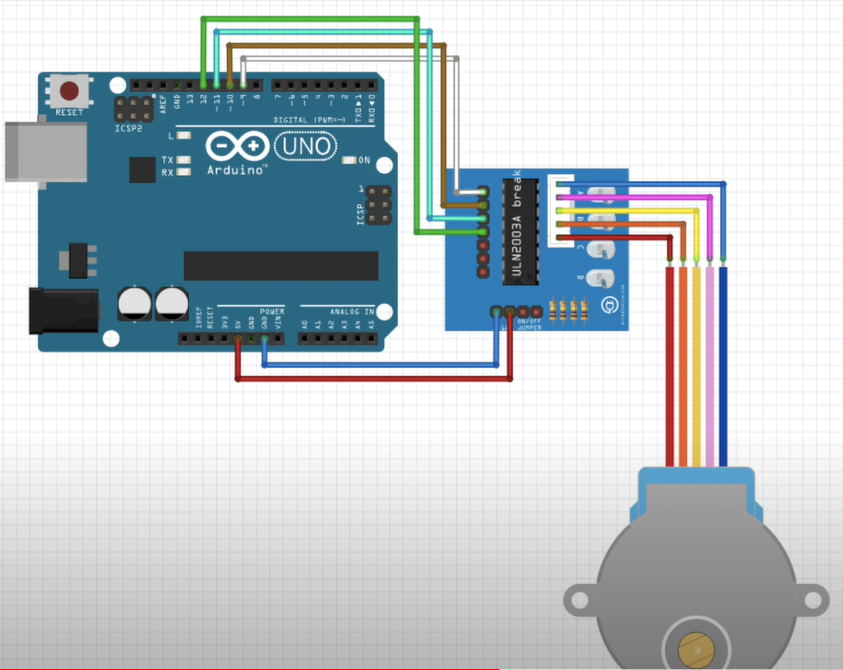 RESET
ICSP2
AREF
GND
13
12
~11
~10
~9
8
7
~6
~5
4
~3
2
TX0▶1
RX0◀0
DIGITAL (PWM=~)
L
TX
RX
UNO
ON
Arduino™
1
ICSP
ULN2003A break
A
B
C
D
IOREF
RESET
3V3
5V
GND
GND
VIN
POWER
A0
A1
A2
A3
A4
A5
ANALOG IN
ON/OFF
JUMPER